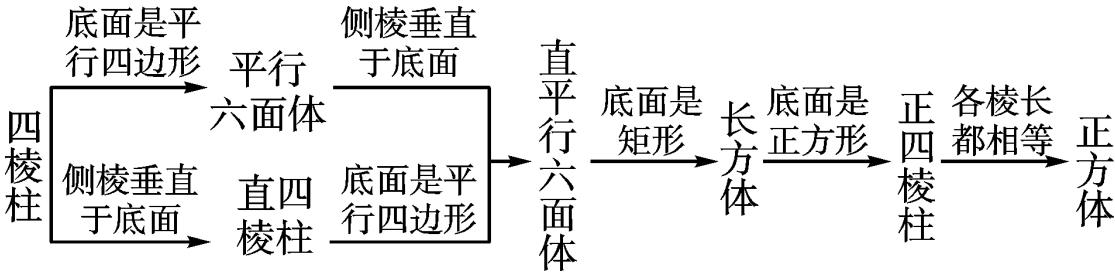 四棱柱
底面是平
行四边形
平行
六面体
侧棱垂直
于底面
侧棱垂直
于底面
直四
棱柱
底面是平
行四边形
直平行六面体
底面是
矩形
长方体
底面是
正方形
正四棱柱
各棱长
都相等
正方体